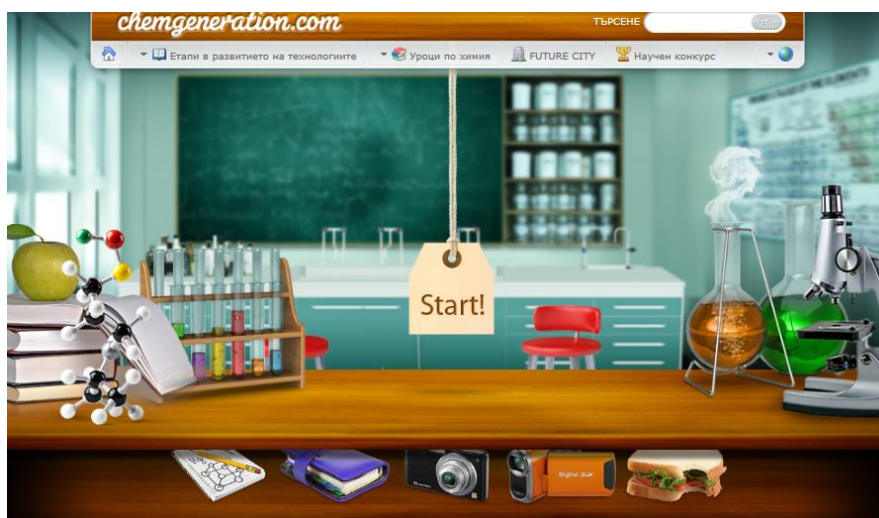 chemgeneration.com
ТЪРСЕНЕ
Go
Етапи в развитието на технологиите
Уроци по химия
FUTURE CITY
Научен конкурс
Start!